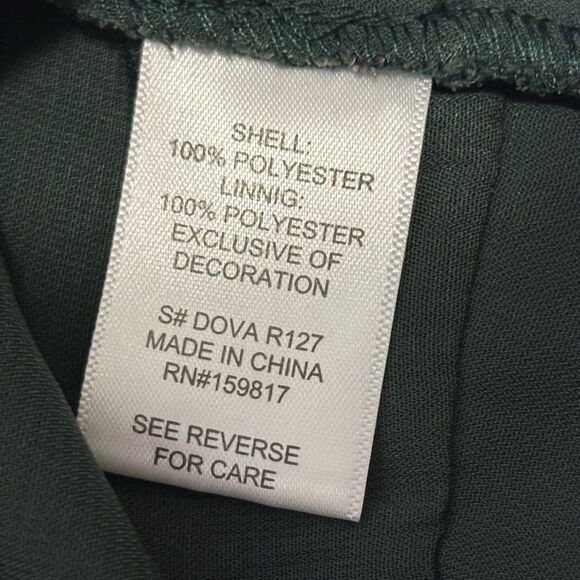 SHELL:
100% POLYESTER
LINNIG:
100% POLYESTER
EXCLUSIVE OF
DECORATION
S# DOVA R127
MADE IN CHINA
RN#159817
SEE REVERSE
FOR CARE